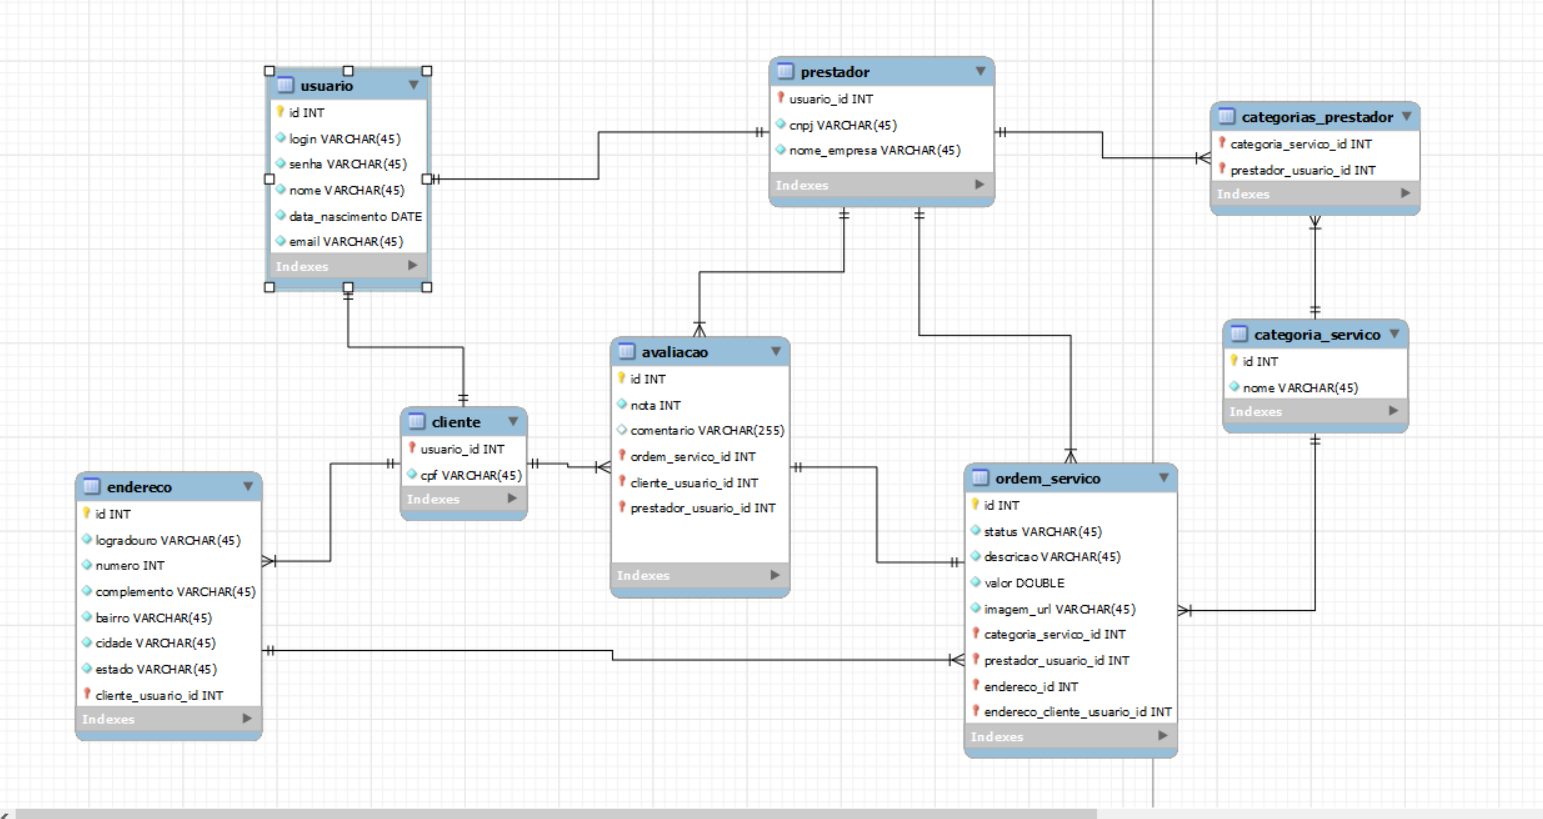 usuario
id INT
login VARCHAR(45)
senha VARCHAR(45)
nome VARCHAR(45)
data_nascimento DATE
email VARCHAR(45)
Indexes
prestador
usuario_id INT
cnpj VARCHAR(45)
nome_empresa VARCHAR(45)
Indexes
categorias_prestador
categoria_servico_id INT
prestador_usuario_id INT
Indexes
categoria_servico
id INT
nome VARCHAR(45)
Indexes
avaliacao
id INT
nota INT
comentario VARCHAR(255)
ordem_servico_id INT
cliente_usuario_id INT
prestador_usuario_id INT
Indexes
cliente
usuario_id INT
cpf VARCHAR(45)
Indexes
endereco
id INT
logradouro VARCHAR(45)
numero INT
complemento VARCHAR(45)
bairro VARCHAR(45)
cidade VARCHAR(45)
estado VARCHAR(45)
cliente_usuario_id INT
Indexes
ordem_servico
id INT
status VARCHAR(45)
descricao VARCHAR(45)
valor DOUBLE
imagem_url VARCHAR(45)
categoria_servico_id INT
prestador_usuario_id INT
endereco_id INT
endereco_cliente_usuario_id INT
Indexes